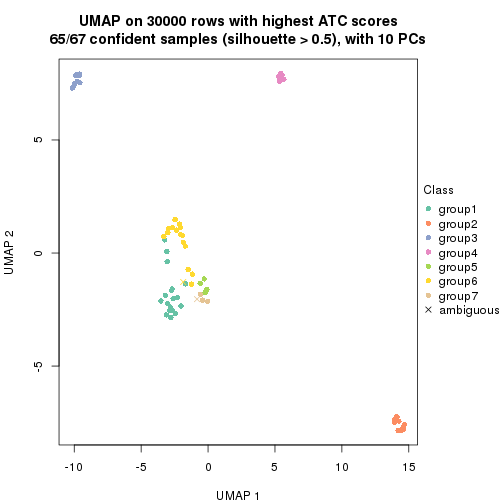 UMAP on 30000 rows with highest ATC scores
65/67 confident samples (silhouette > 0.5), with 10 PCs
UMAP 2
5
0
-5
-10
-5
0
5
10
15
UMAP 1
Class
group1
group2
group3
group4
group5
group6
group7
ambiguous